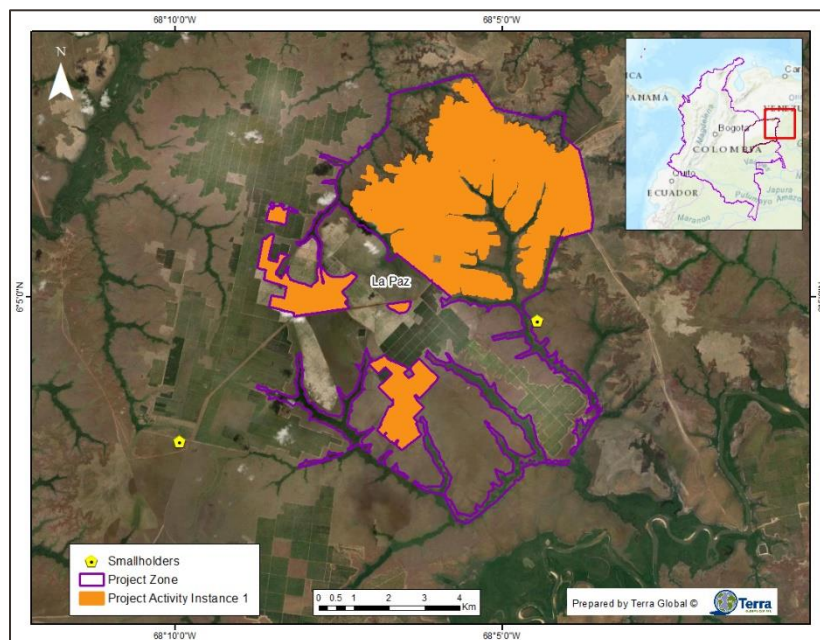 68°10'0"W
68°5'0"W
N
PANAMÁ
Bogota
COLOMBIA
Quito
ECUADOR
Maranon
6°5'0"N
La Paz
Smallholders
Project Zone
Project Activity Instance 1
0 0.5 1 2 3 4
Km
Prepared by Terra Global ©
Terra
68°10'0"W
68°5'0"W